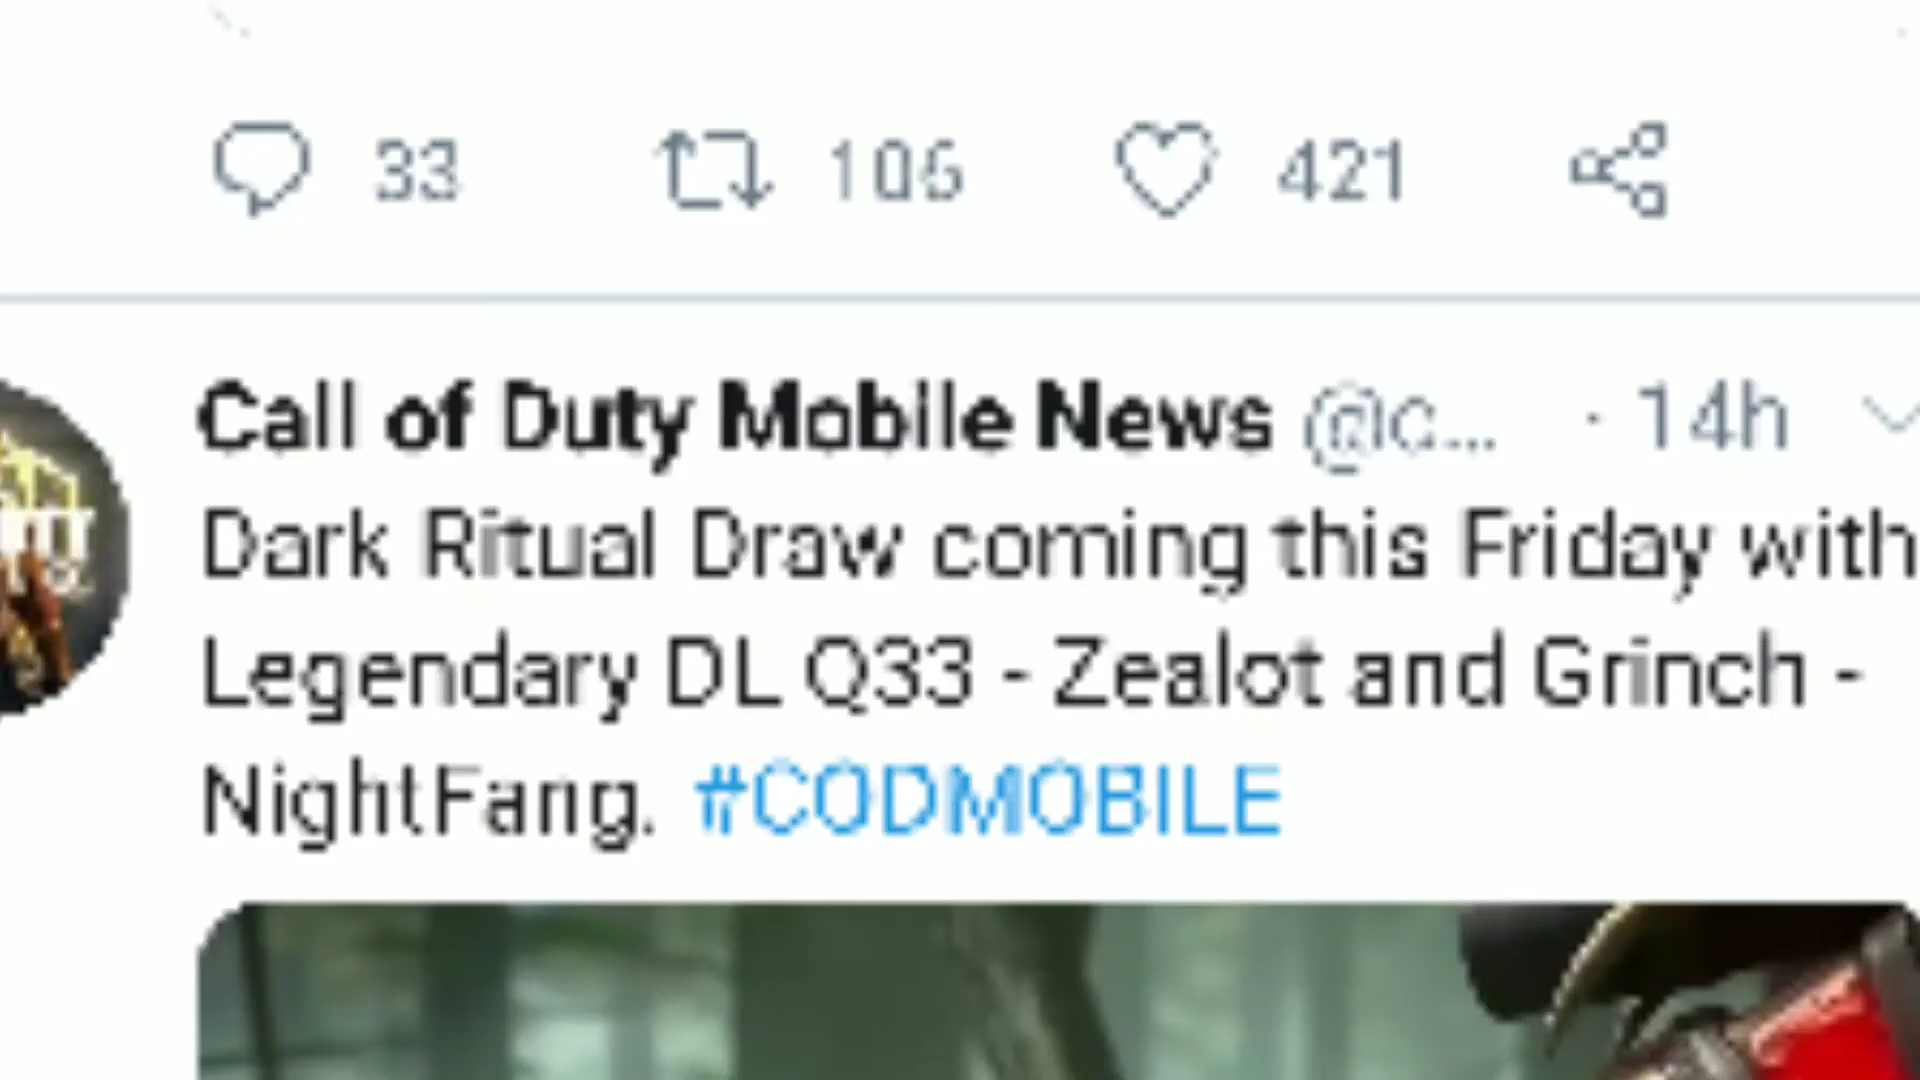 33 106 421
Call of Duty Mobile News @c... · 14h
Dark Ritual Draw coming this Friday with
Legendary DL Q33 - Zealot and Grinch -
NightFang. #CODMOBILE